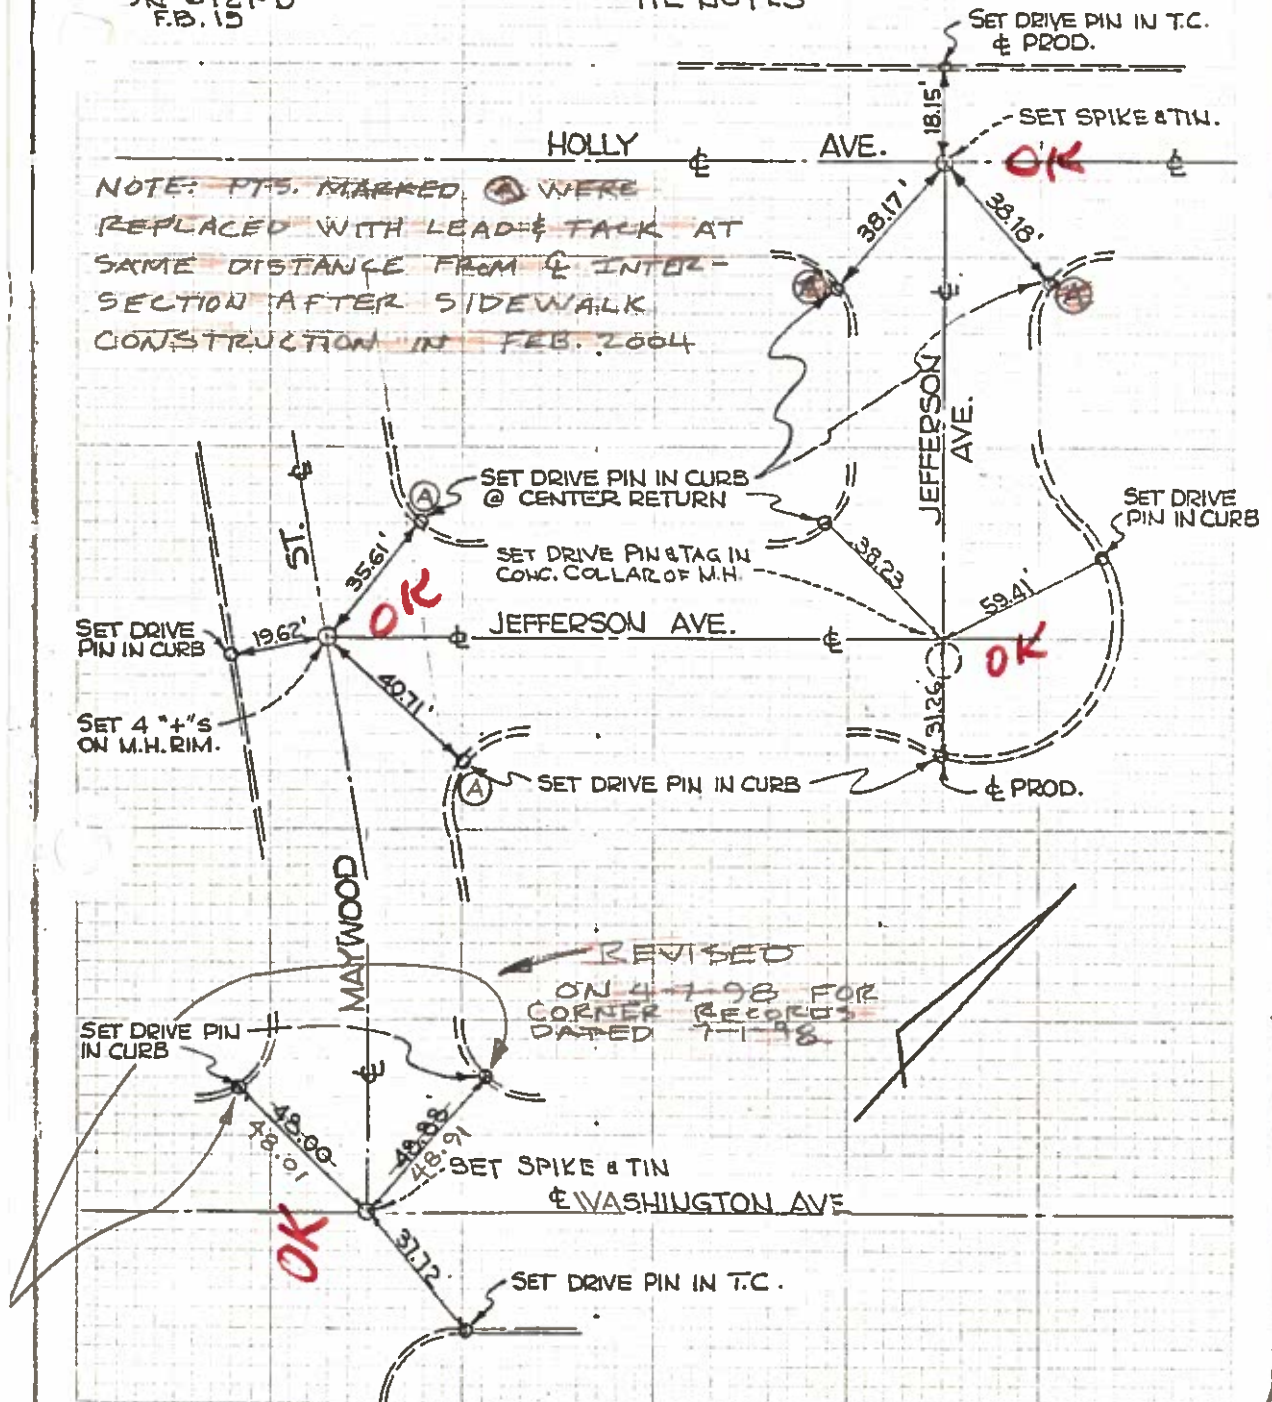 F.B. 15
TIE NOTES
SET DRIVE PIN IN T.C.
℄ PROD.
18.15'
SET SPIKE & TIN.
HOLLY ℄ AVE. ℄
OK
NOTE: PTS. MARKED Ⓐ WERE
REPLACED WITH LEAD & TACK AT
SAME DISTANCE FROM ℄ INTER-
SECTION AFTER SIDEWALK
CONSTRUCTION IN FEB. 2004
38.17'
38.18'
A
A
℄
JEFFERSON
AVE.
℄
ST.
A
SET DRIVE PIN IN CURB
@ CENTER RETURN
SET DRIVE
PIN IN CURB
35.61'
SET DRIVE PIN & TAG IN
CONC. COLLAR OF M.H.
38.23
59.41'
OK
SET DRIVE
PIN IN CURB
19.62'
℄ JEFFERSON AVE. ℄
OK
40.71'
31.26
SET 4 "+"S
ON M.H. RIM.
A
SET DRIVE PIN IN CURB
℄ PROD.
MAYWOOD
REVISED
ON 4-7-98 FOR
CORNER RECORDS
DATED 7-1-98
SET DRIVE PIN
IN CURB
℄
48.00
48.01
48.88
48.91
SET SPIKE & TIN
℄ WASHINGTON AVE
OK
37.72
SET DRIVE PIN IN T.C.